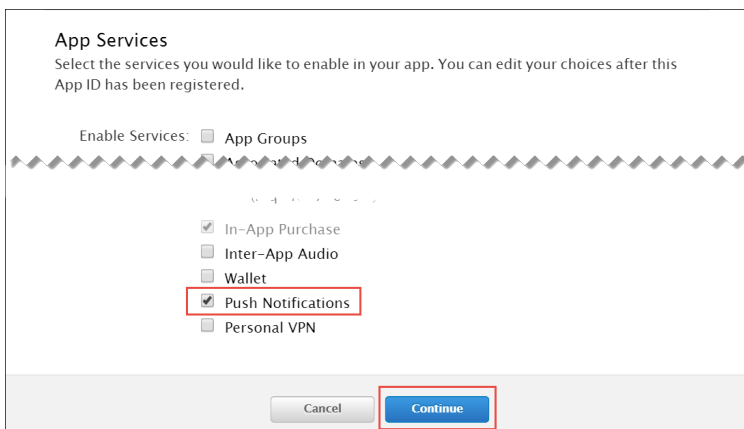 App Services
Select the services you would like to enable in your app. You can edit your choices after this
App ID has been registered.
Enable Services:
App Groups
In-App Purchase
Inter-App Audio
Wallet
Push Notifications
Personal VPN
Cancel
Continue